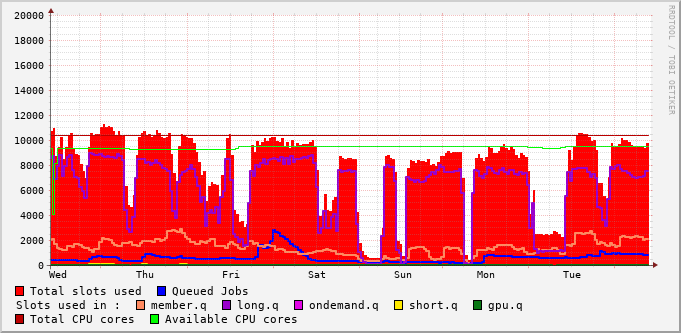 20000
18000
16000
14000
12000
10000
8000
6000
4000
2000
0
Wed Thu Fri Sat Sun Mon Tue
RRDTOOL / TOBI OETIKER
Total slots used Queued Jobs
Slots used in : member.q long.q ondemand.q short.q gpu.q
Total CPU cores Available CPU cores